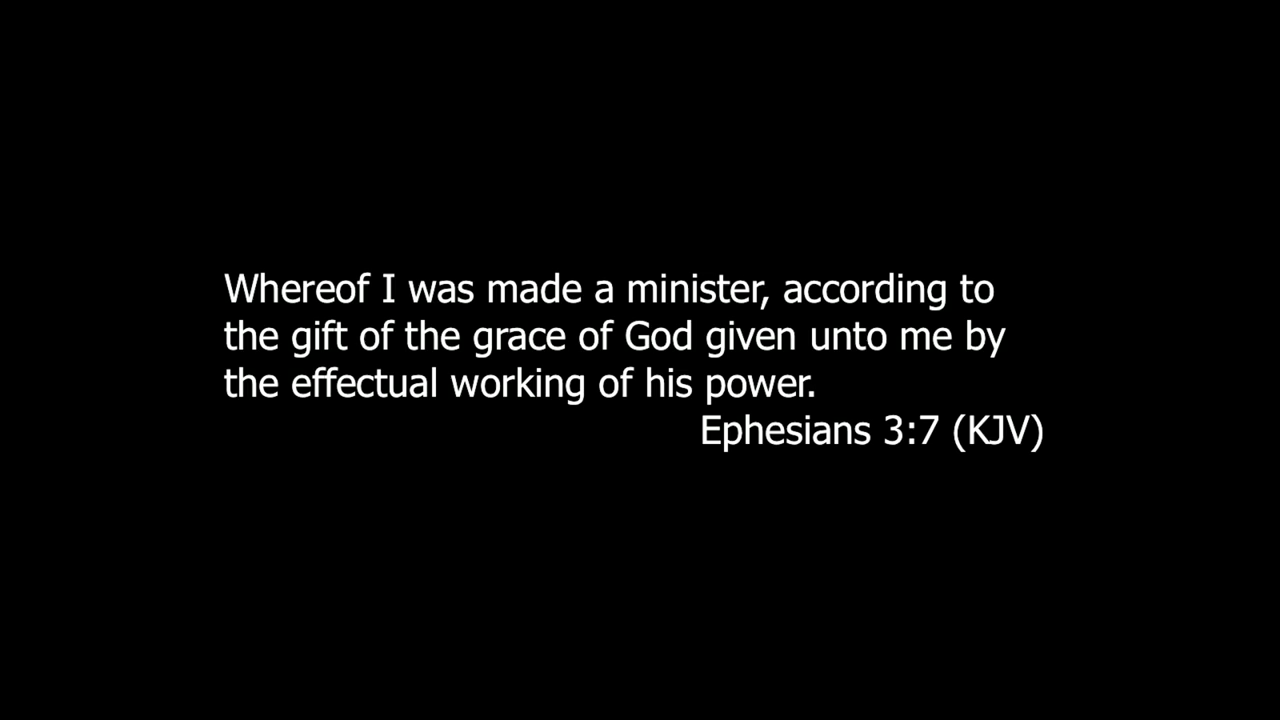 Whereof I was made a minister, according to
the gift of the grace of God given unto me by
the effectual working of his power.
Ephesians 3:7 (KJV)